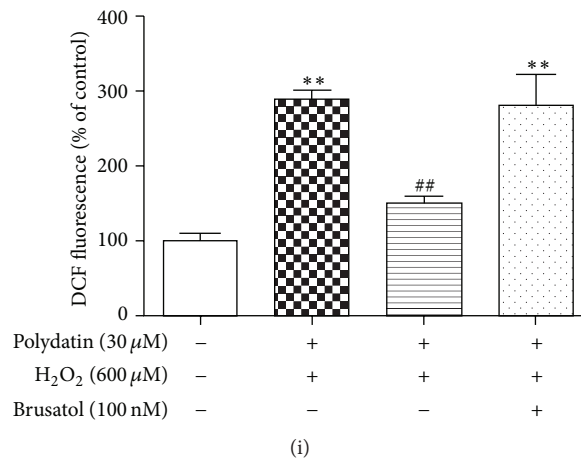 400
300
200
100
0
DCF fluorescence (% of control)
**
##
**
Polydatin (30 μM) − + + +
H₂O₂ (600 μM) − + + +
Brusatol (100 nM) − − − +
(i)